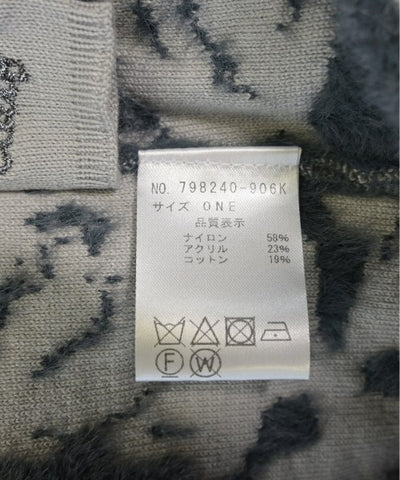 NO. 798240-906K
サイズ ONE
品質表示
ナイロン 58%
アクリル 23%
コットン 19%
F W